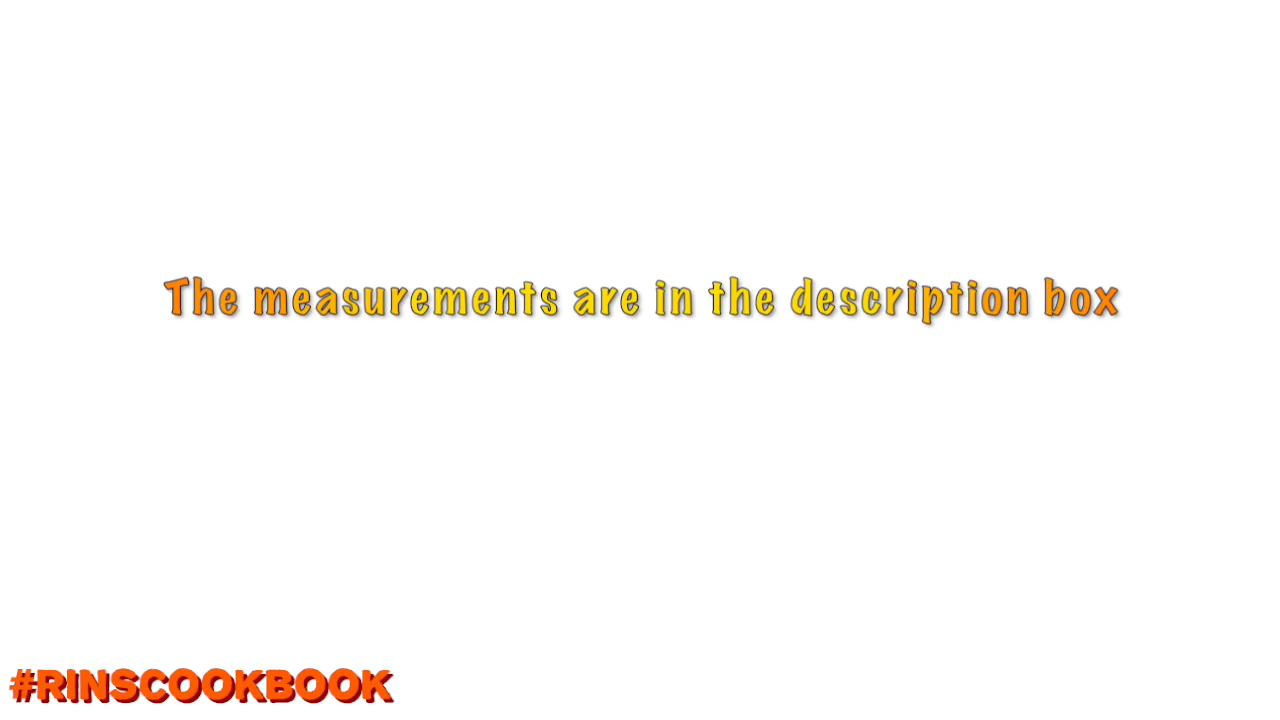 The measurements are in the description box
#RINSCOOKBOOK